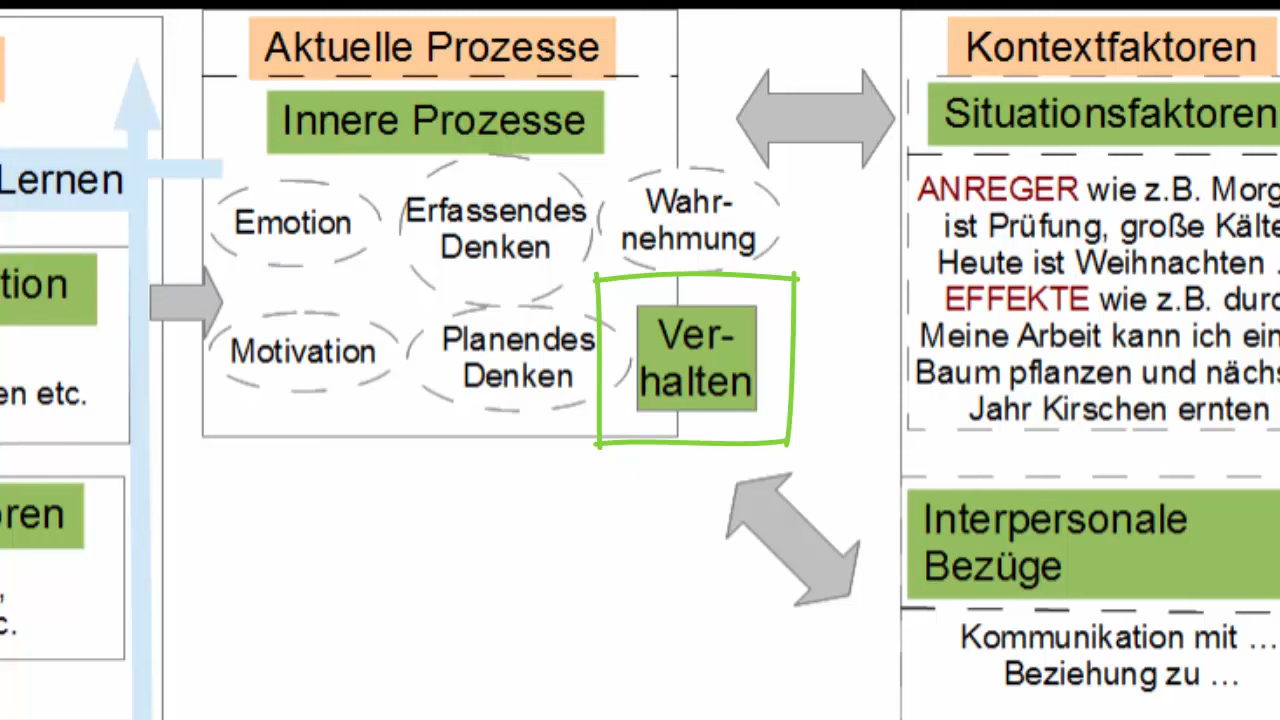 Aktuelle Prozesse
Innere Prozesse
Emotion
Erfassendes
Denken
Wahr-
nehmung
Motivation
Planendes
Denken
Ver-
halten
Lernen
tion
en etc.
oren
,
c.
Kontextfaktoren
Situationsfaktoren
ANREGER wie z.B. Morg
ist Prüfung, große Kälte
Heute ist Weihnachten .
EFFEKTE wie z.B. durc
Meine Arbeit kann ich ein
Baum pflanzen und nächs
Jahr Kirschen ernten
Interpersonale
Bezüge
Kommunikation mit ...
Beziehung zu ...